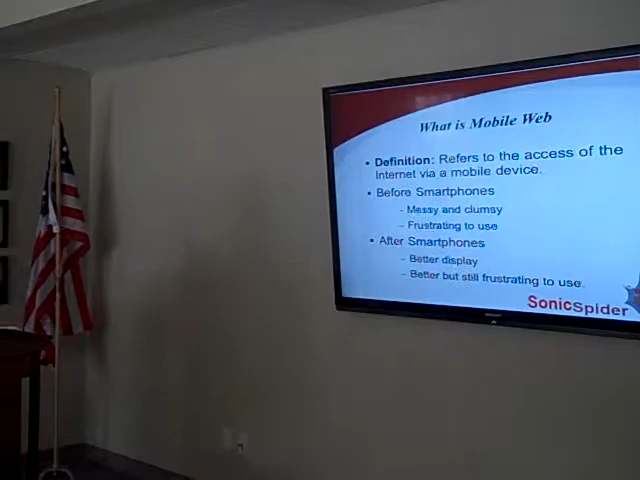 What is Mobile Web
• Definition: Refers to the access of the
Internet via a mobile device.
• Before Smartphones
- Messy and clumsy
- Frustrating to use
• After Smartphones
- Better display
- Better but still frustrating to use.
SonicSpider